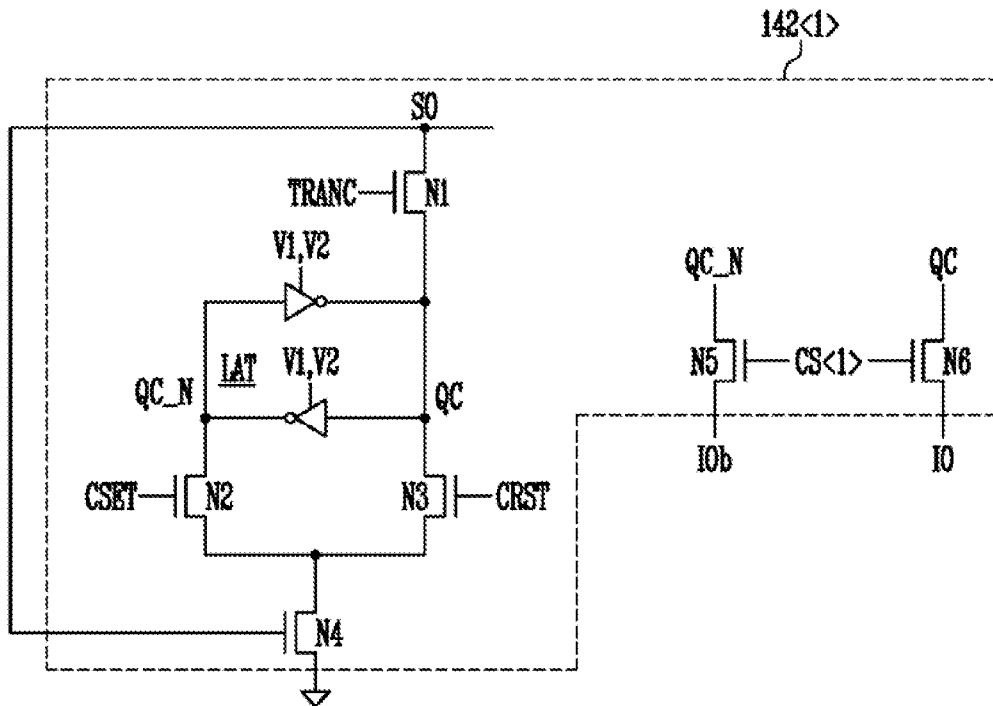 142<1>
SO
TRANC
N1
V1,V2
QC_N
QC
LAT
V1,V2
N5
CS<1>
N6
QC_N
QC
IOb
IO
CSET
N2
N3
CRST
N4